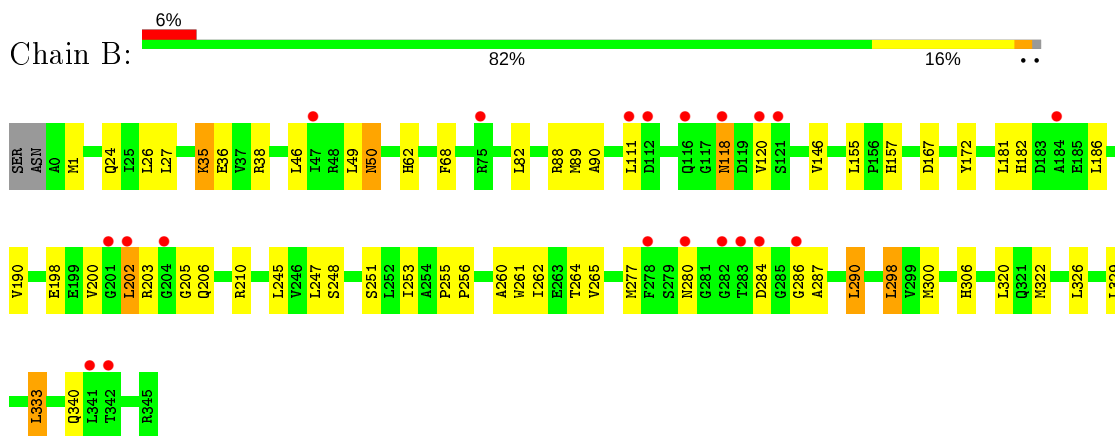 6%
Chain B:
82% 16% • •
SER ASN A0 M1 Q24 I25 L26 L27 K35 E36 V37 R38 L46 I47 R48 L49 N50 H62 F68 R75 L82 R88 M89 A90 L111 D112 Q116 G117 N118 D119 V120 S121 V146 L155 P156 H157 D167 Y172 L181 H182 D183 A184 E185 L186
V190 E198 E199 V200 G201 L202 R203 G204 G205 Q206 R210 L245 V246 L247 S248 S251 L252 I253 A254 P255 P256 A260 W261 I262 E263 T264 V265 M277 F278 S279 N280 G281 G282 T283 D284 G285 G286 A287 L290 L298 V299 M300 H306 L320 Q321 M322 L326
L333 Q340 L341 T342 R345